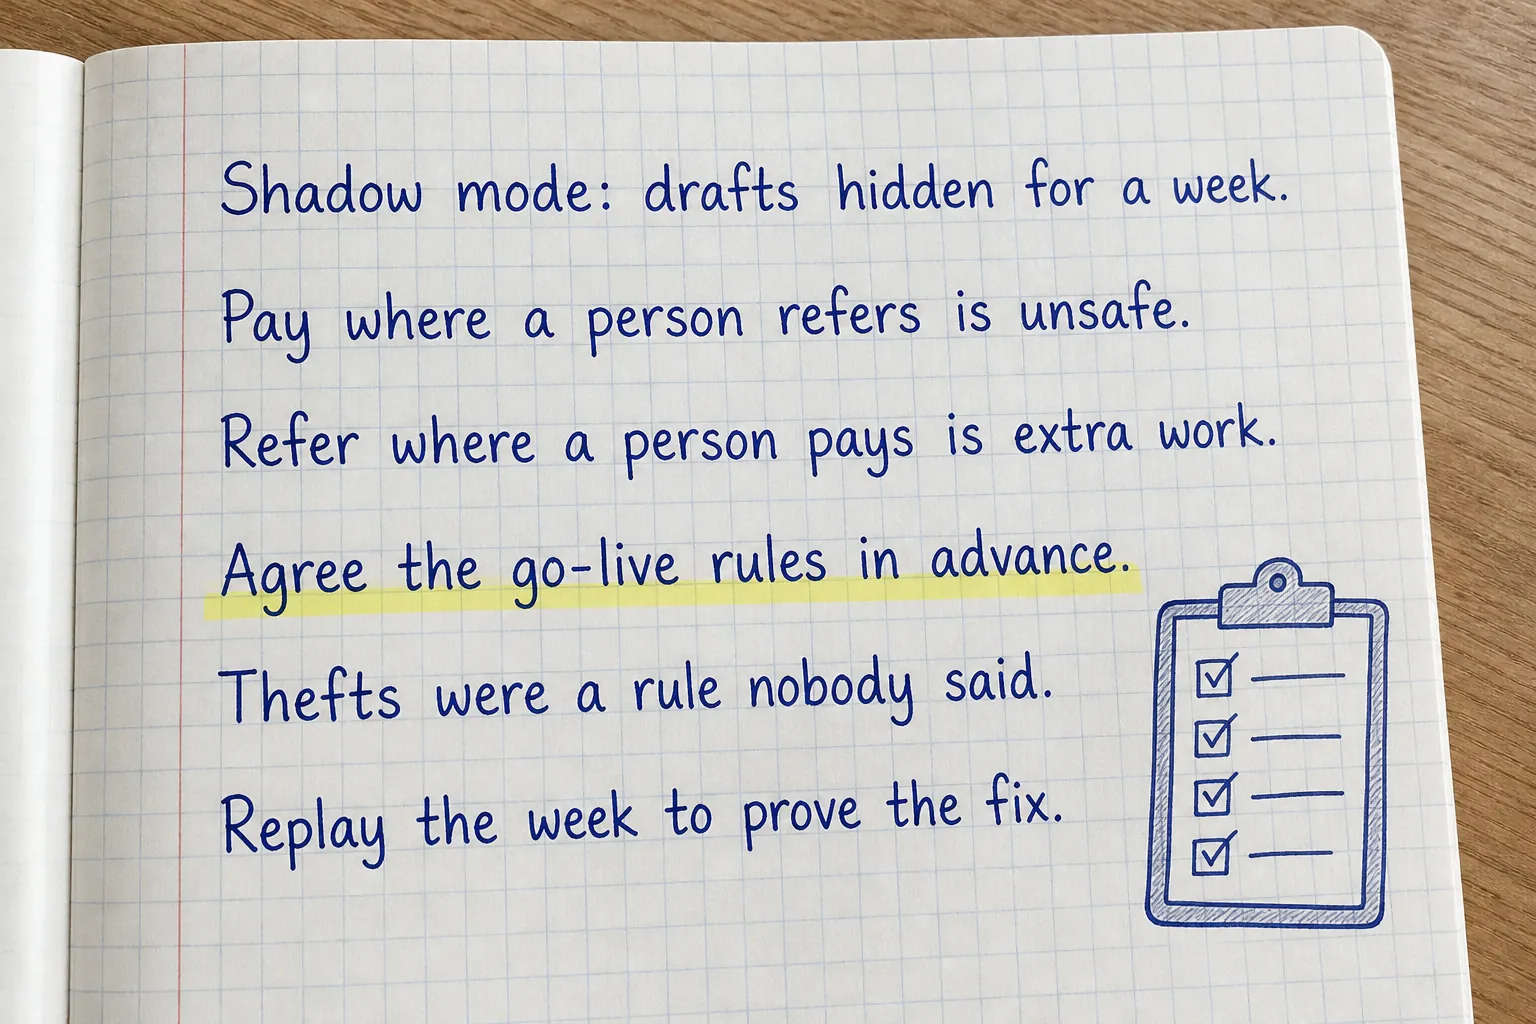 Shadow mode: drafts hidden for a week.
Pay where a person refers is unsafe.
Refer where a person pays is extra work.
Agree the go-live rules in advance.
Thefts were a rule nobody said.
Replay the week to prove the fix.